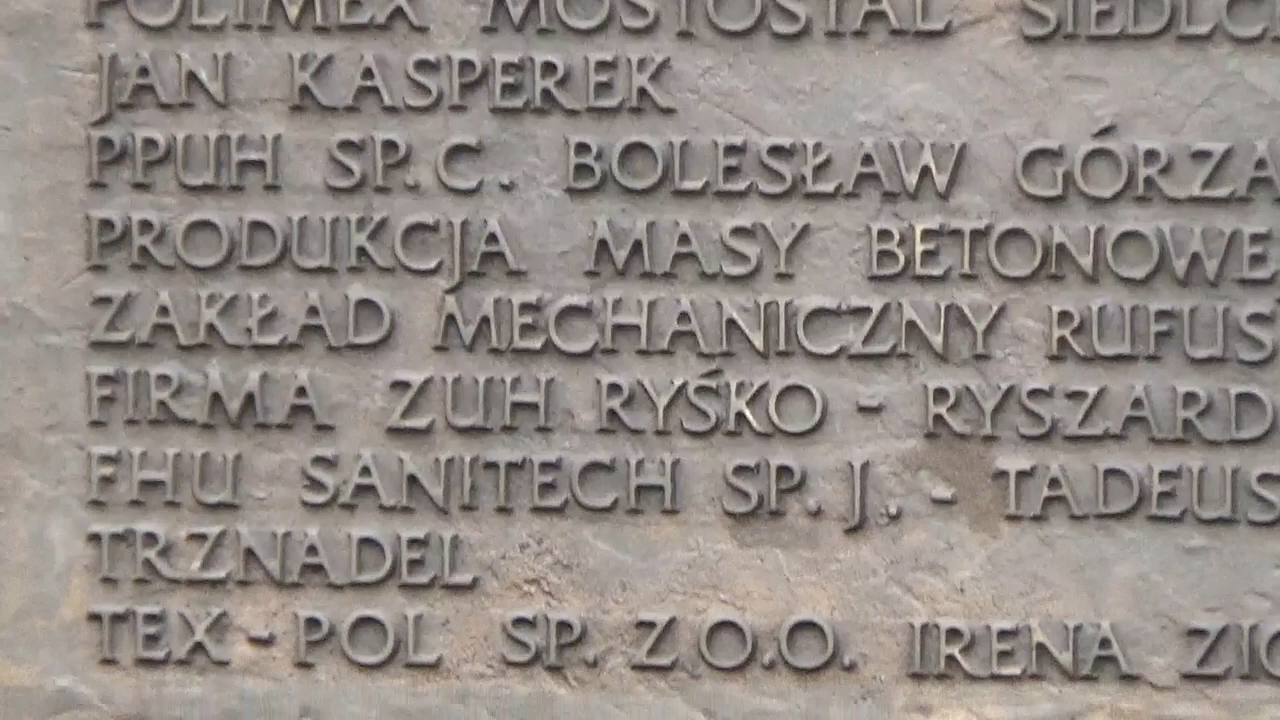 POLIMEX MOSTOSTAL SIEDLC
JAN KASPEREK
PPUH SP. C. BOLESŁAW GÓRZA
PRODUKCJA MASY BETONOWE
ZAKŁAD MECHANICZNY RUFUS
FIRMA ZUH RYŚKO - RYSZARD
FHU SANITECH SP. J. - TADEUS
TRZNADEL
TEX - POL SP. Z O.O. IRENA ZIO